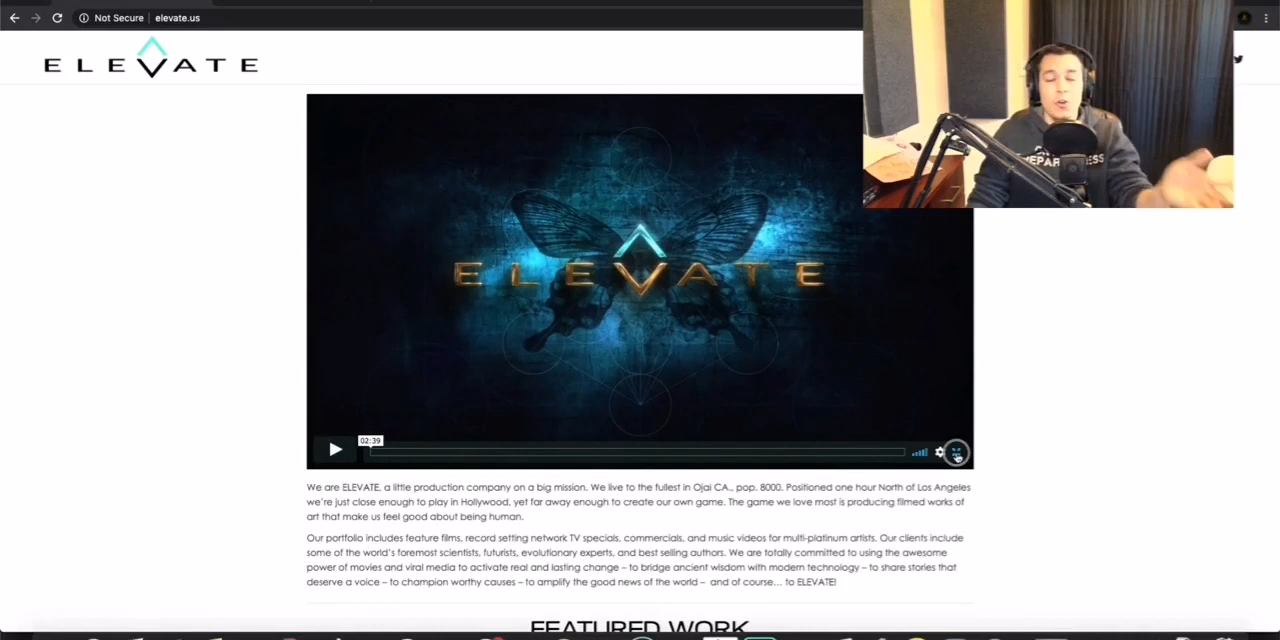 Not Secure | elevate.us
ELEVATE
ELEVATE
02:39
We are ELEVATE, a little production company on a big mission. We live to the fullest in Ojai CA., pop. 8000. Positioned one hour North of Los Angeles
we're just close enough to play in Hollywood, yet far away enough to create our own game. The game we love most is producing filmed works of
art that make us feel good about being human.
Our portfolio includes feature films, record setting network TV specials, commercials, and music videos for multi-platinum artists. Our clients include
some of the world's foremost scientists, futurists, evolutionary experts, and best selling authors. We are totally committed to using the awesome
power of movies and viral media to activate real and lasting change – to bridge ancient wisdom with modern technology – to share stories that
deserve a voice – to champion worthy causes – to amplify the good news of the world – and of course... to ELEVATE!
FEATURED WORK